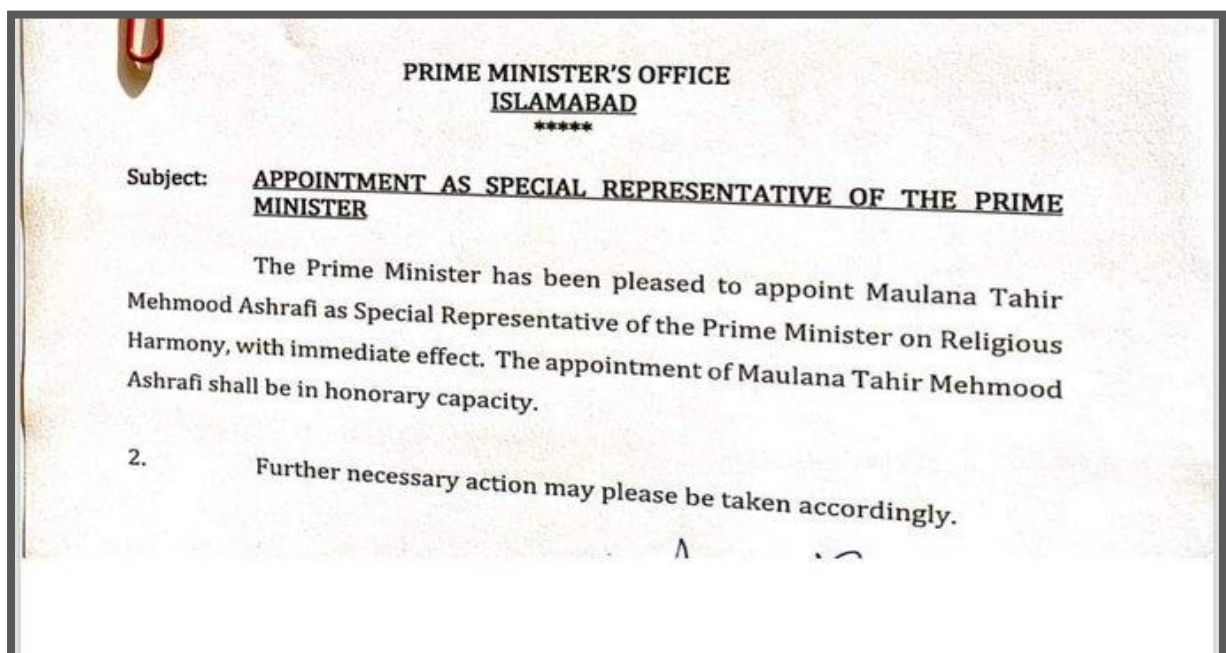 PRIME MINISTER'S OFFICE
ISLAMABAD
*****
Subject: APPOINTMENT AS SPECIAL REPRESENTATIVE OF THE PRIME
MINISTER
The Prime Minister has been pleased to appoint Maulana Tahir
Mehmood Ashrafi as Special Representative of the Prime Minister on Religious
Harmony, with immediate effect. The appointment of Maulana Tahir Mehmood
Ashrafi shall be in honorary capacity.
2. Further necessary action may please be taken accordingly.